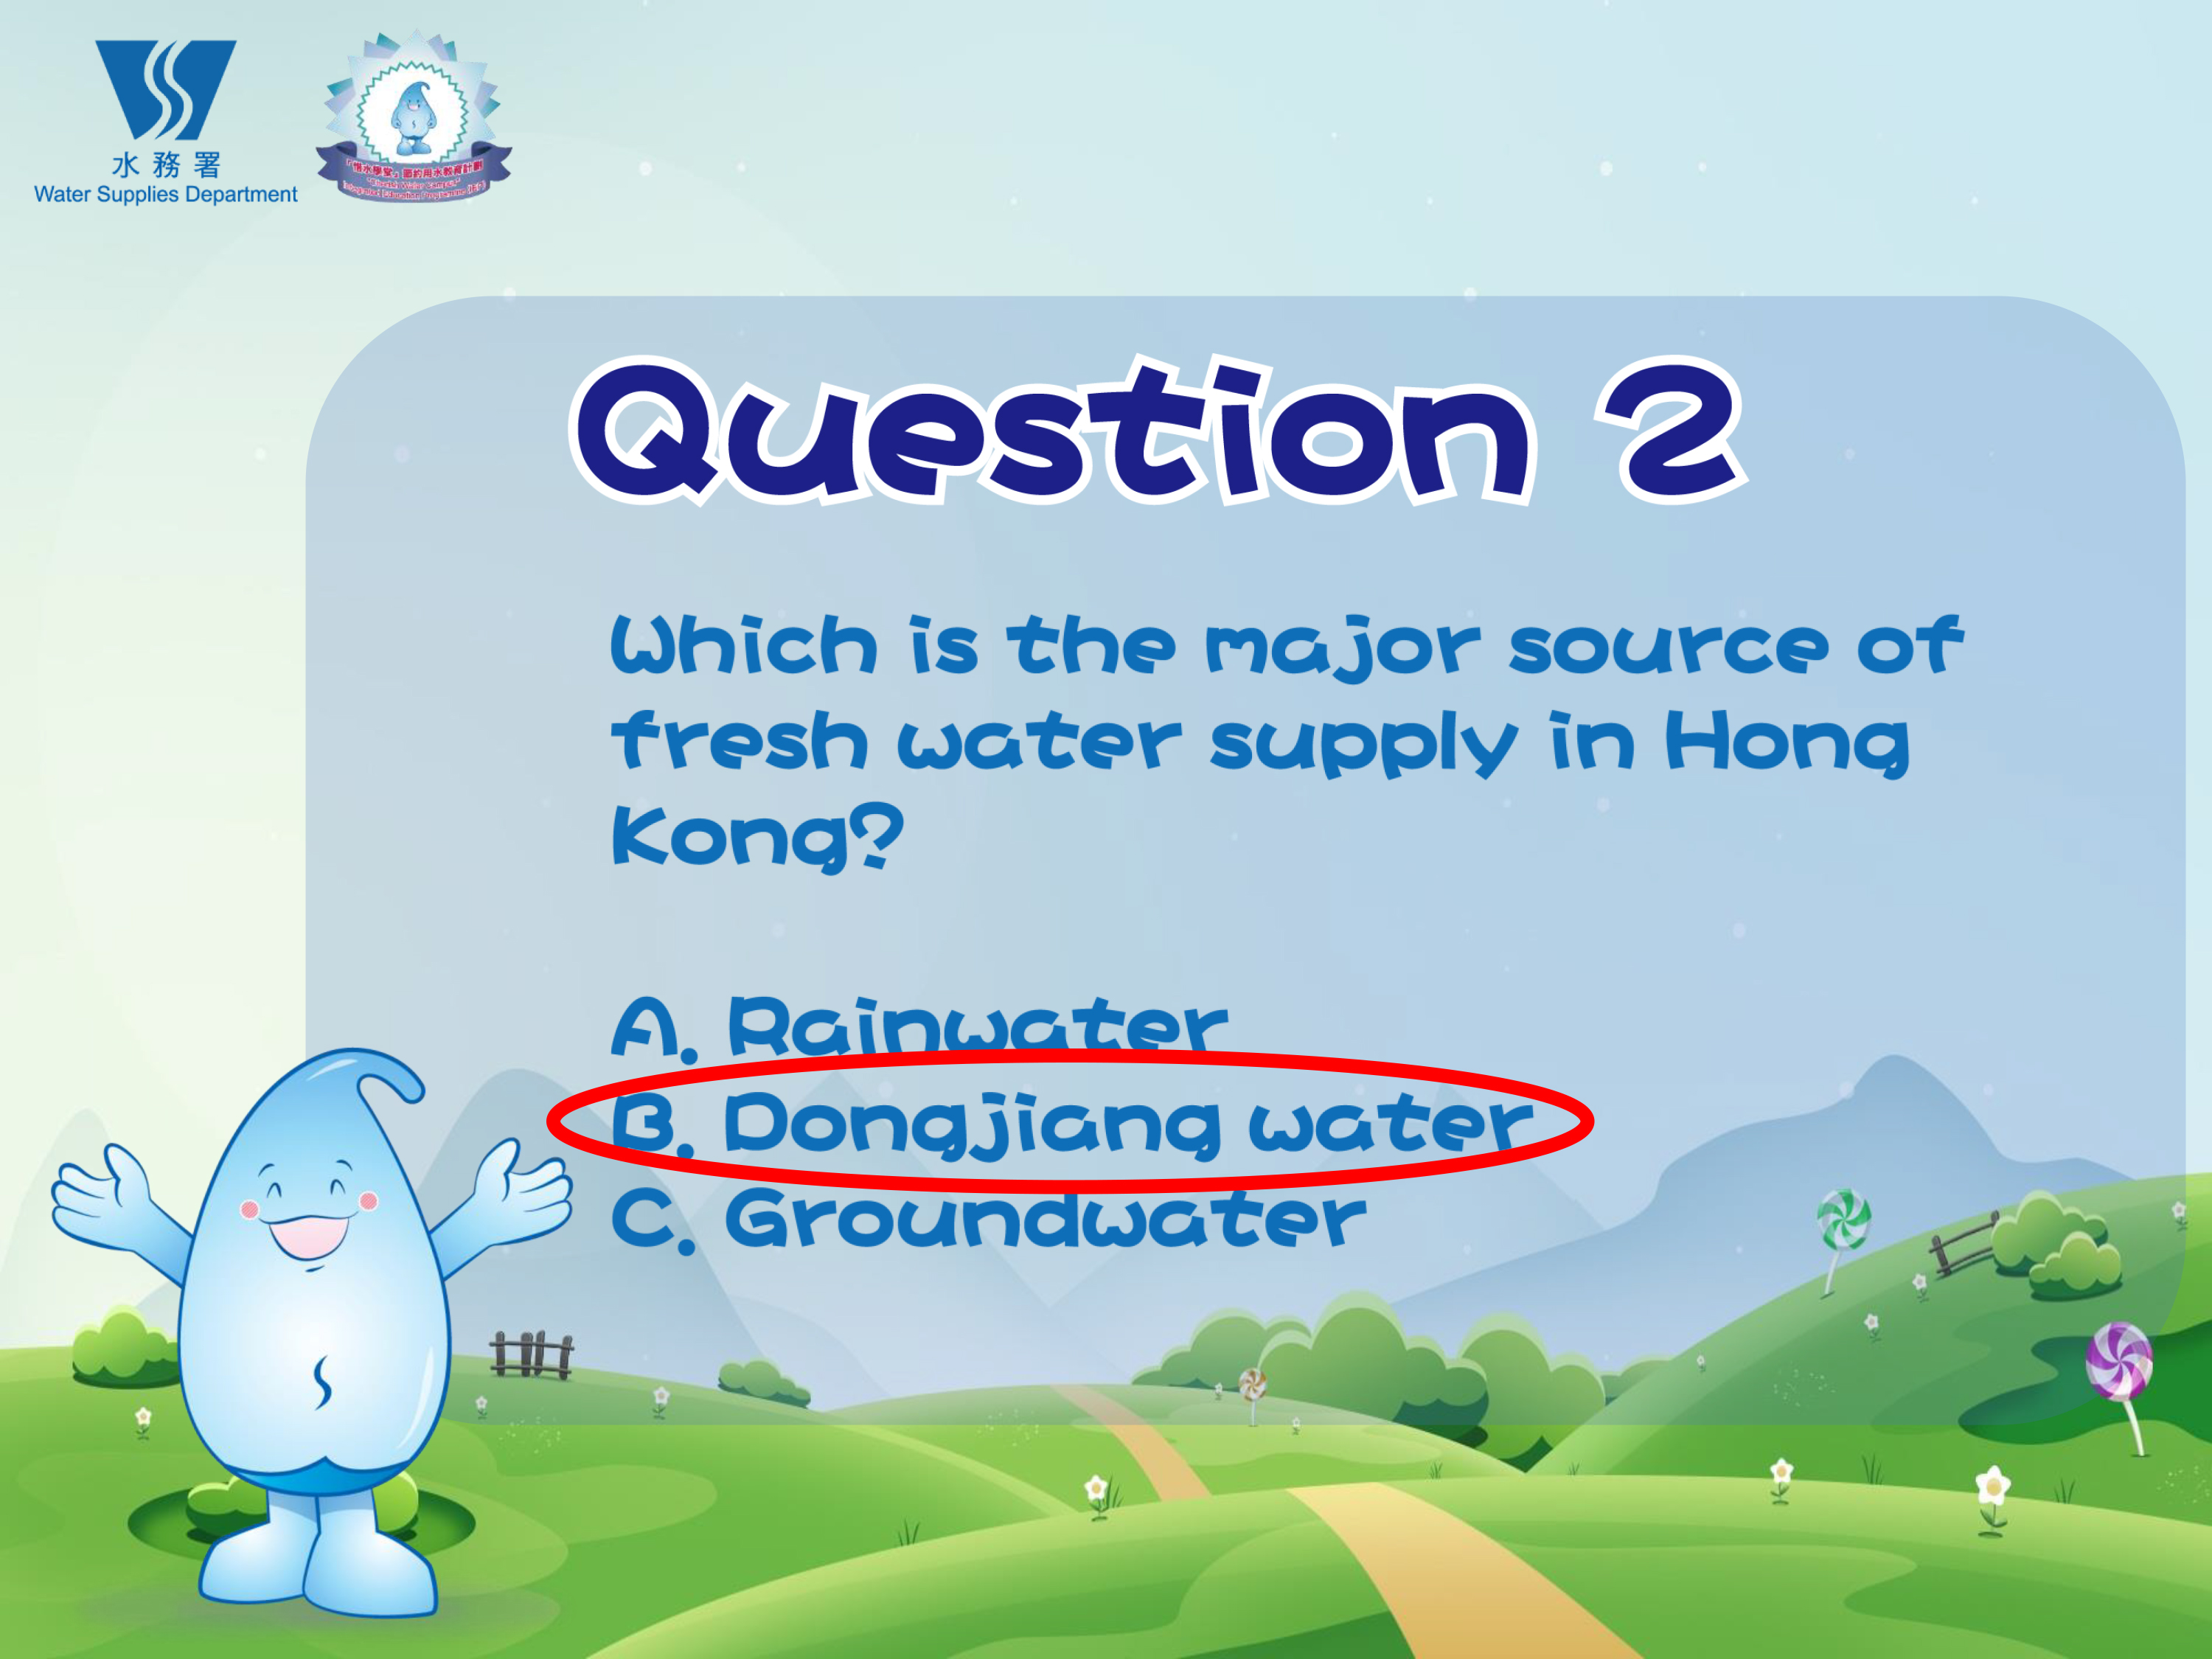 水務署
Water Supplies Department
「惜水學堂」節約用水教育計劃
"Cherish Water Campus"
Integrated Education Programme (IEP)
Question 2
Which is the major source of
fresh water supply in Hong
Kong?
A. Rainwater
B. Dongjiang water
C. Groundwater